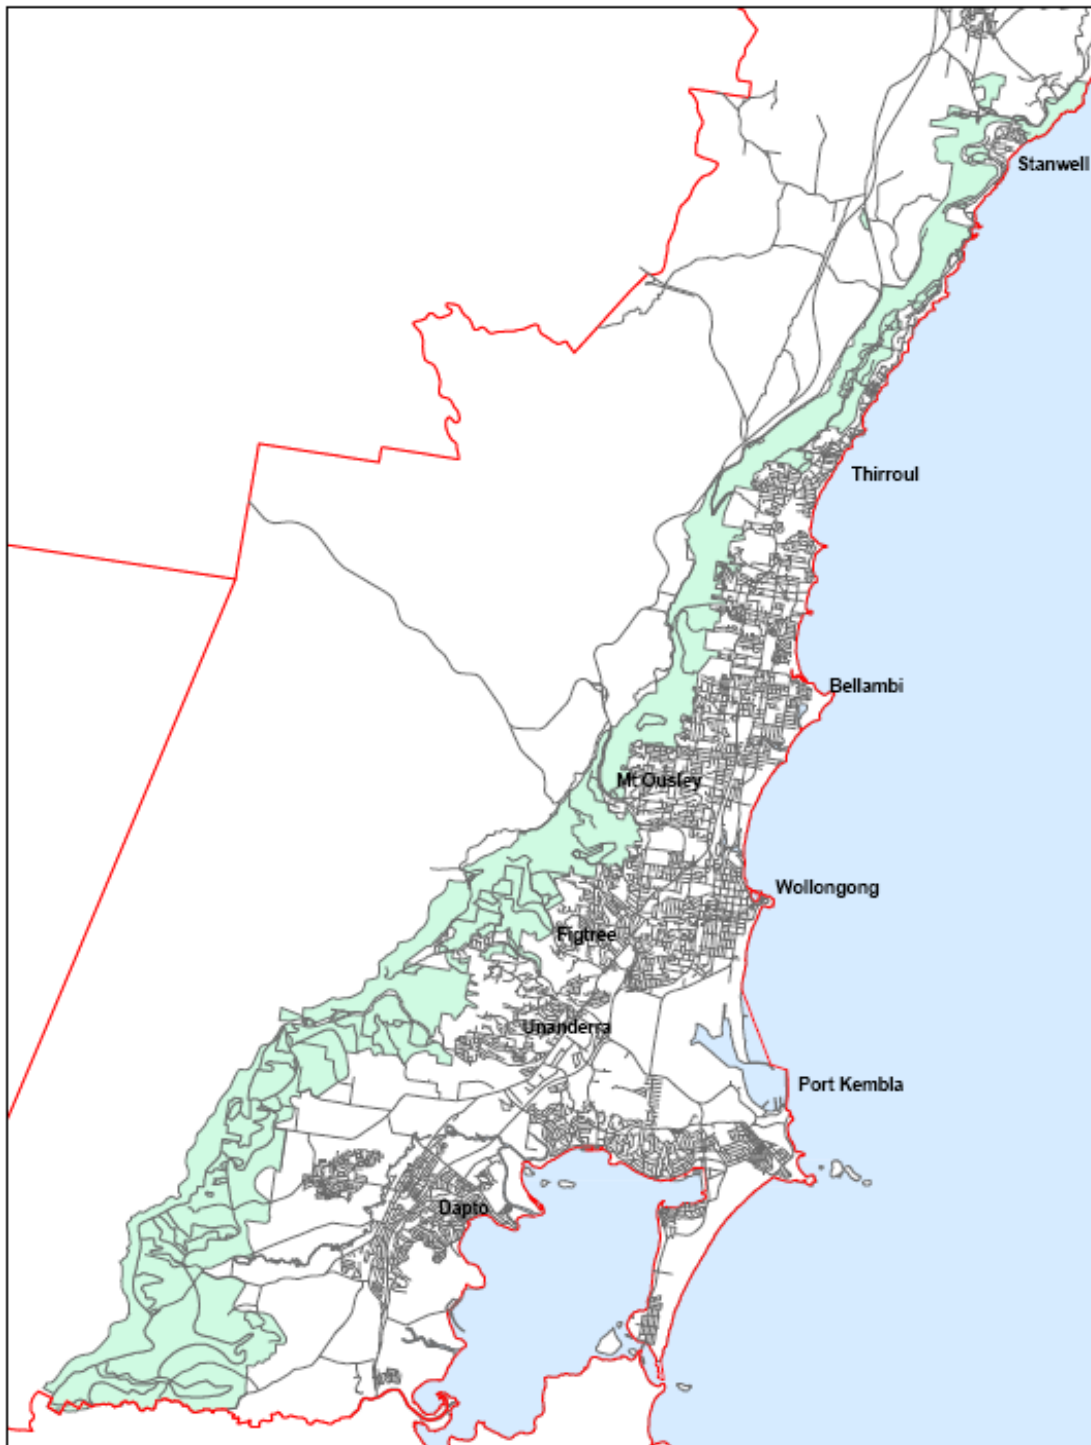 Stanwell
Thirroul
Bellambi
Mt Ousley
Wollongong
Figtree
Unanderra
Port Kembla
Dapto